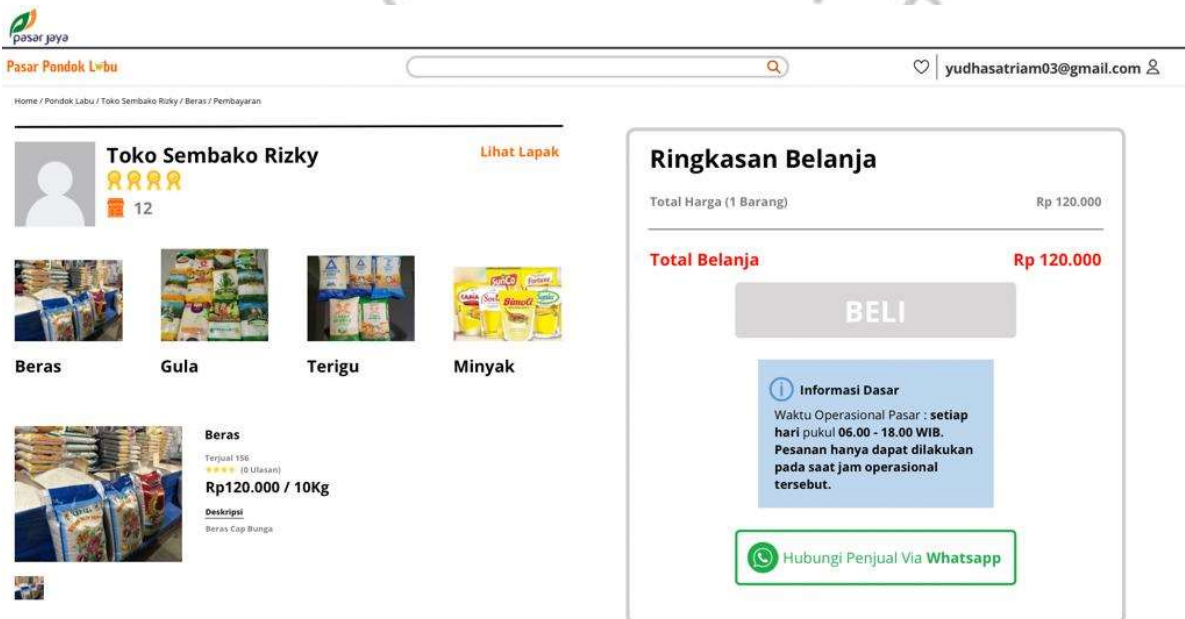 pasar jaya
Pasar Pondok Labu
yudhasatriam03@gmail.com
Home / Pondok Labu / Toko Sembako Rizky / Beras / Pembayaran
Toko Sembako Rizky
Lihat Lapak
12
Beras
Gula
Terigu
Minyak
Beras
Terjual 156
(0 Ulasan)
Rp120.000 / 10Kg
Deskripsi
Beras Cap Bunga
Ringkasan Belanja
Total Harga (1 Barang)
Rp 120.000
Total Belanja
Rp 120.000
BELI
Informasi Dasar
Waktu Operasional Pasar : setiap
hari pukul 06.00 - 18.00 WIB.
Pesanan hanya dapat dilakukan
pada saat jam operasional
tersebut.
Hubungi Penjual Via Whatsapp
SunCo
Fortune
Bimoli